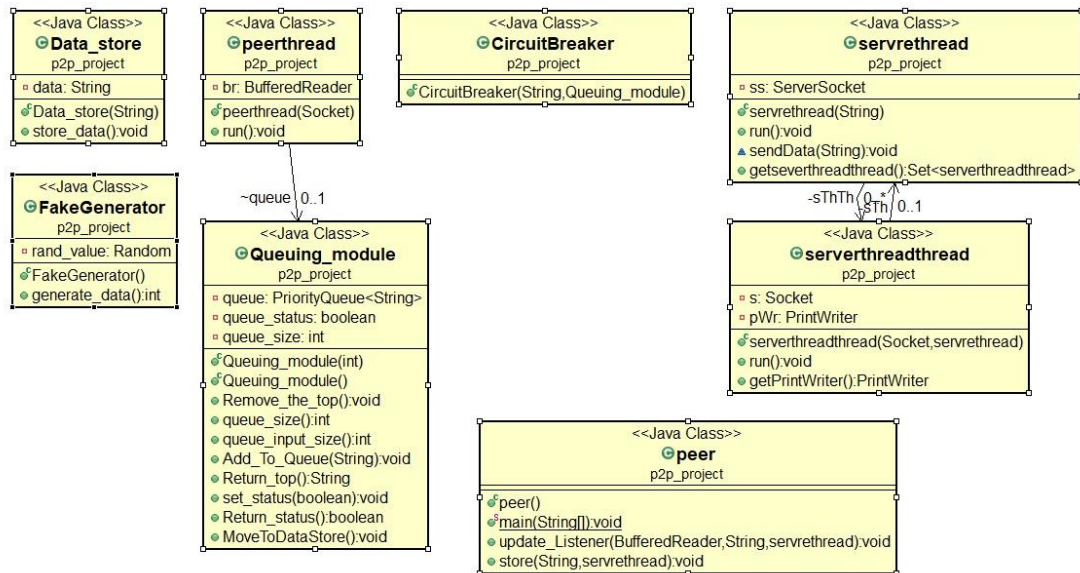 <<Java Class>>
Data_store
p2p_project
data: String
Data_store(String)
store_data():void
<<Java Class>>
peerthread
p2p_project
br: BufferedReader
peerthread(Socket)
run():void
<<Java Class>>
CircuitBreaker
p2p_project
CircuitBreaker(String,Queuing_module)
<<Java Class>>
servrethread
p2p_project
ss: ServerSocket
servrethread(String)
run():void
sendData(String):void
getseverthreadthread():Set<serverthreadthread>
<<Java Class>>
FakeGenerator
p2p_project
rand_value: Random
FakeGenerator()
generate_data():int
~queue 0..1
-sThTh 0..*
-sTh 0..1
<<Java Class>>
Queuing_module
p2p_project
queue: PriorityQueue<String>
queue_status: boolean
queue_size: int
Queuing_module(int)
Queuing_module()
Remove_the_top():void
queue_size():int
queue_input_size():int
Add_To_Queue(String):void
Return_top():String
set_status(boolean):void
Return_status():boolean
MoveToDataStore():void
<<Java Class>>
serverthreadthread
p2p_project
s: Socket
pWr: PrintWriter
serverthreadthread(Socket,servrethread)
run():void
getPrintWriter():PrintWriter
<<Java Class>>
peer
p2p_project
peer()
main(String[]):void
update_Listener(BufferedReader,String,servrethread):void
store(String,servrethread):void